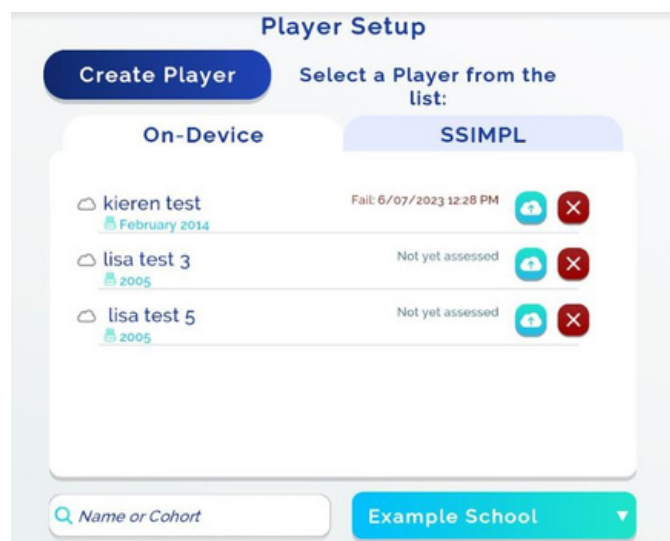 Player Setup
Create Player
Select a Player from the
list:
On-Device
SSIMPL
kieren test
Fail: 6/07/2023 12:28 PM
February 2014
lisa test 3
Not yet assessed
2005
lisa test 5
Not yet assessed
2005
Name or Cohort
Example School